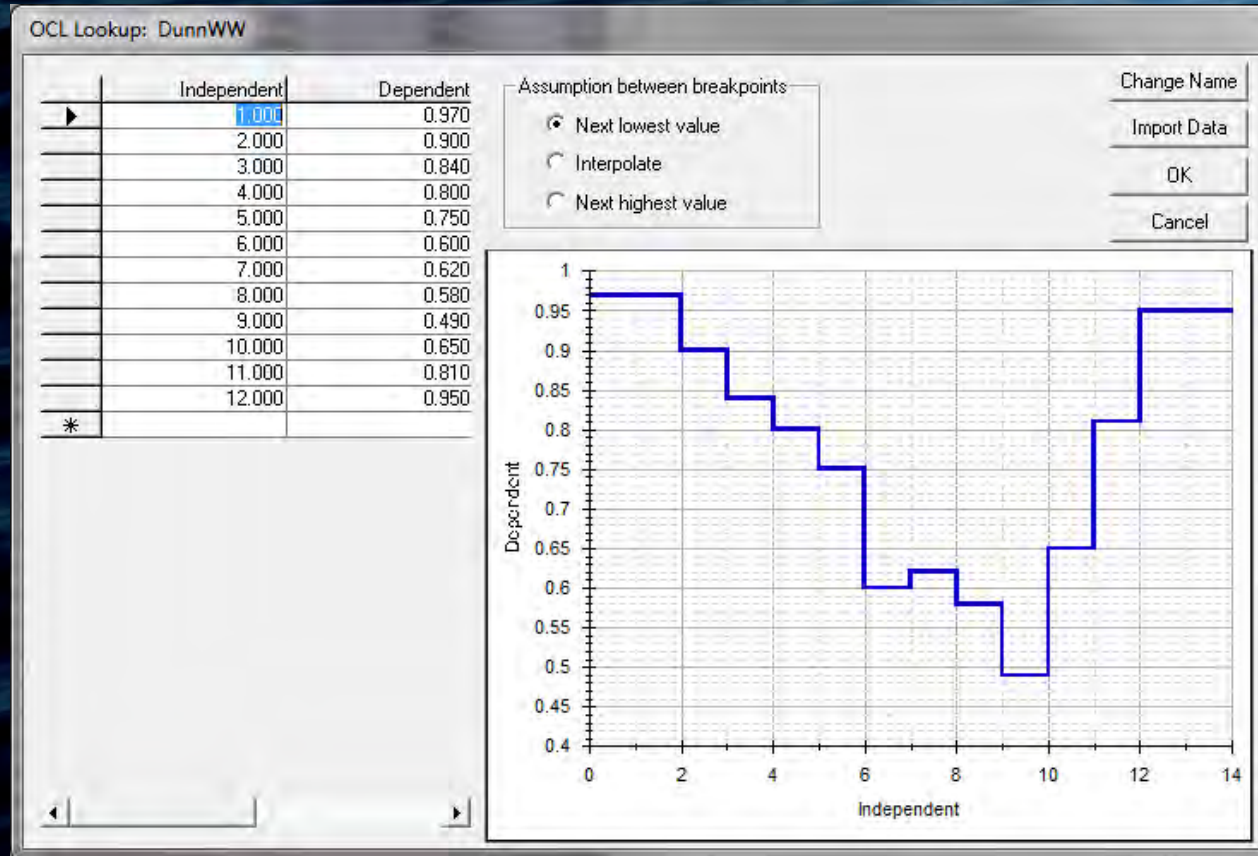 OCL Lookup: DunnWW
Independent Dependent
1.000 0.970
2.000 0.900
3.000 0.840
4.000 0.800
5.000 0.750
6.000 0.600
7.000 0.620
8.000 0.580
9.000 0.490
10.000 0.650
11.000 0.810
12.000 0.950
*
Assumption between breakpoints
Next lowest value
Interpolate
Next highest value
Change Name
Import Data
OK
Cancel
1
0.95
0.9
0.85
0.8
0.75
0.7
0.65
0.6
0.55
0.5
0.45
0.4
Dependent
0 2 4 6 8 10 12 14
Independent